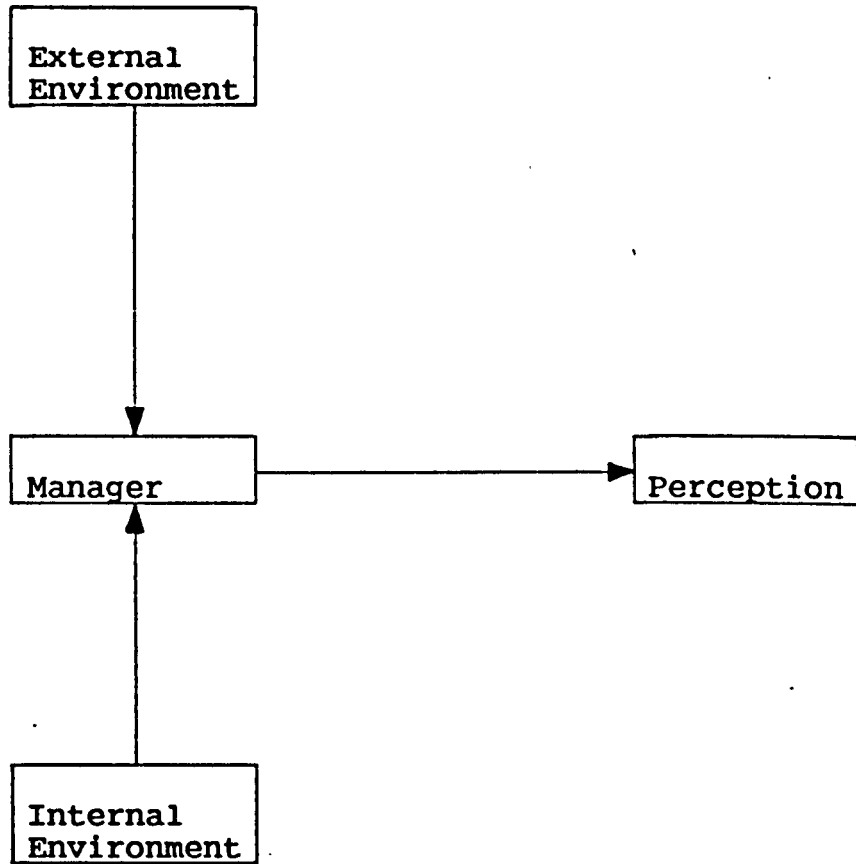 External
Environment
Manager
Perception
Internal
Environment